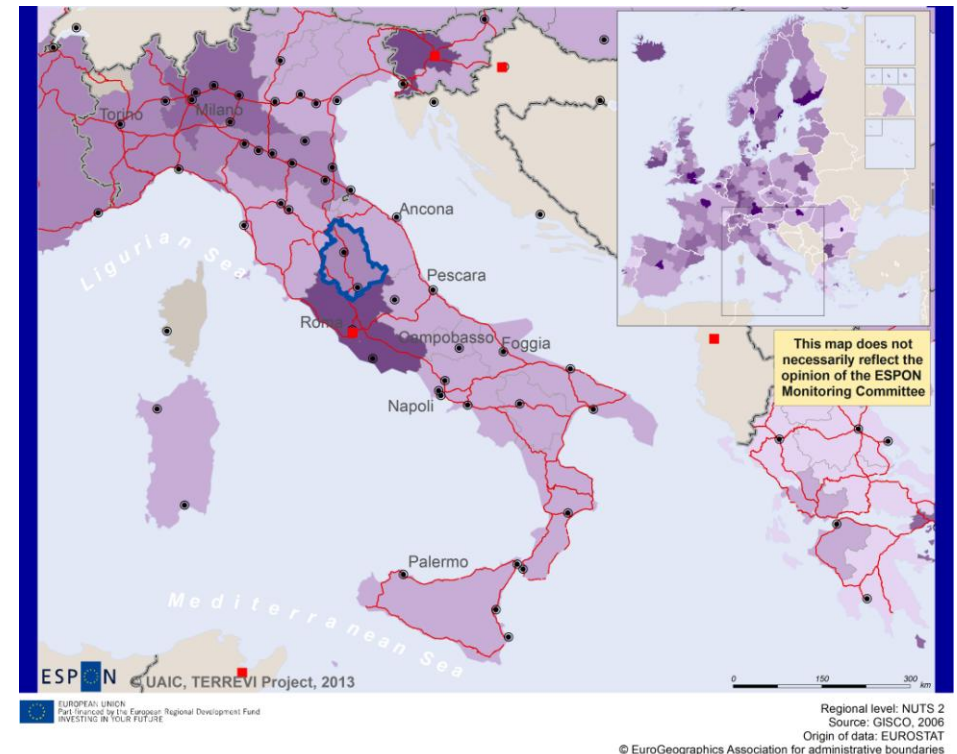 Torino
Milano
Ancona
Ligurian Sea
Pescara
Roma
Campobasso
Foggia
This map does not
necessarily reflect the
opinion of the ESPON
Monitoring Committee
Napoli
Palermo
Mediterranean Sea
ESPON
© UAIC, TERREVI Project, 2013
0 150 300
km
EUROPEAN UNION
Part-financed by the European Regional Development Fund
INVESTING IN YOUR FUTURE
Regional level: NUTS 2
Source: GISCO, 2006
Origin of data: EUROSTAT
© EuroGeographics Association for administrative boundaries